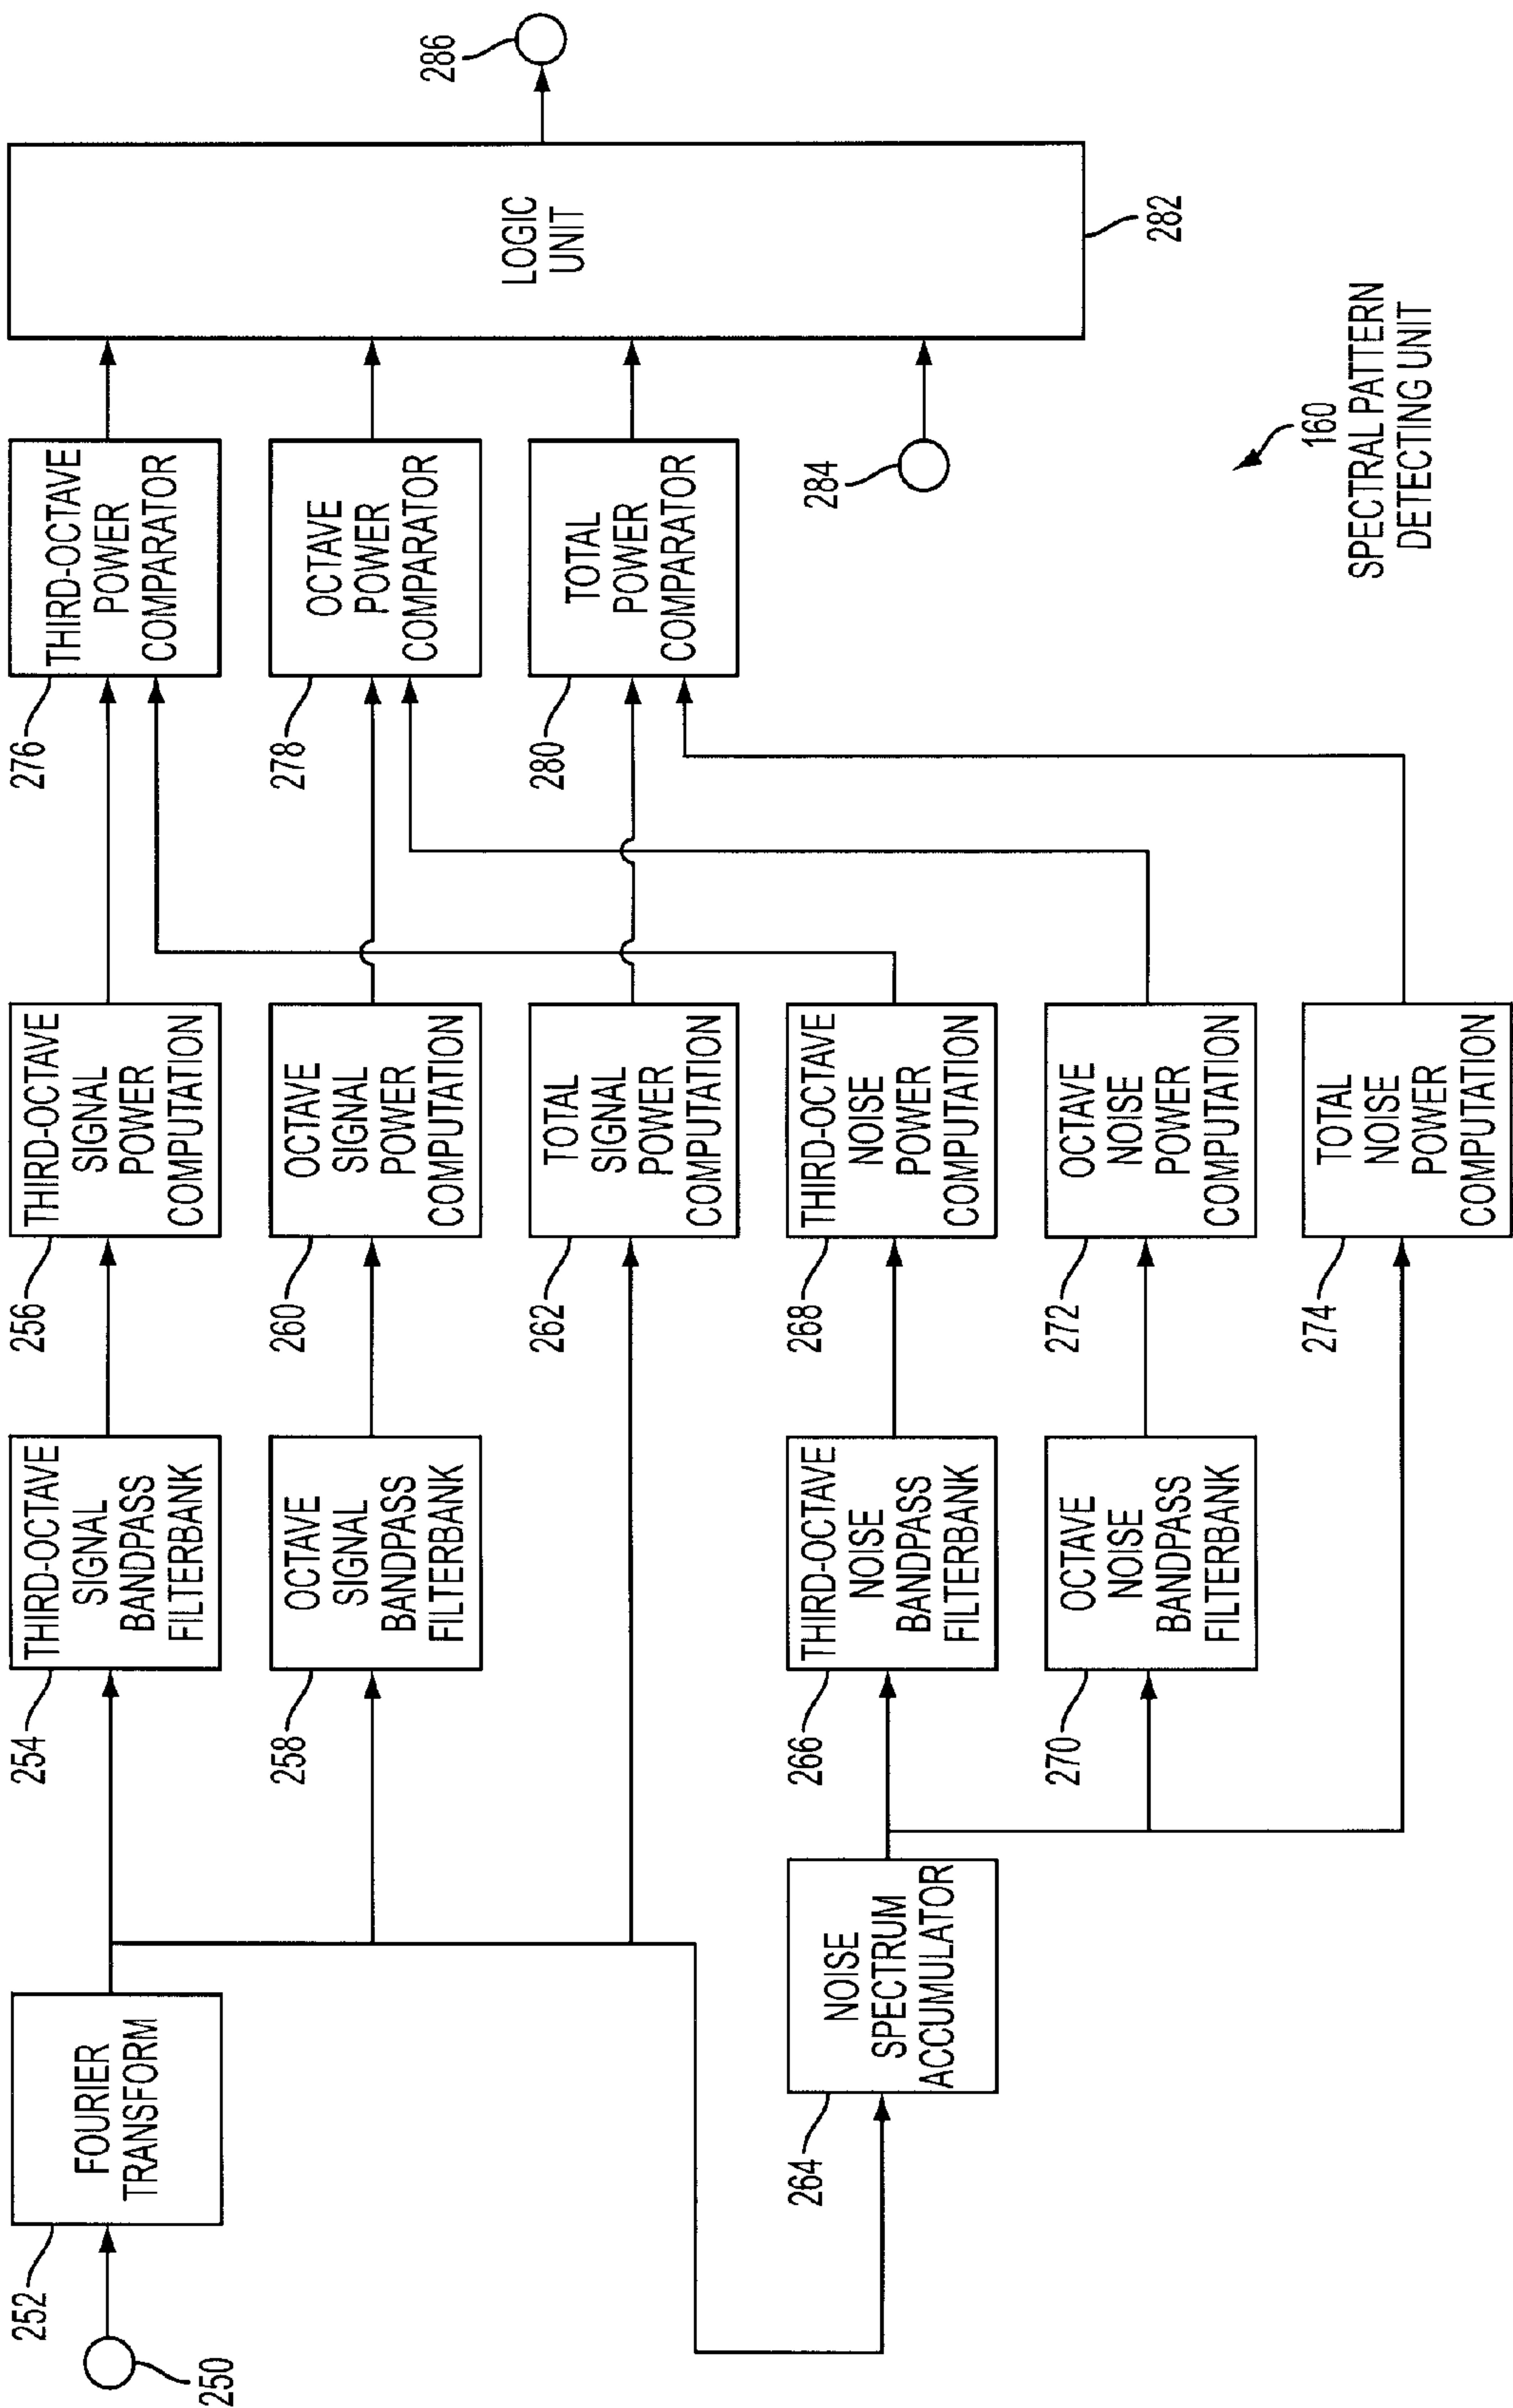 250
252
FOURIER
TRANSFORM
254
THIRD-OCTAVE
SIGNAL
BANDPASS
FILTERBANK
256
THIRD-OCTAVE
SIGNAL
POWER
COMPUTATION
276
THIRD-OCTAVE
POWER
COMPARATOR
258
OCTAVE
SIGNAL
BANDPASS
FILTERBANK
260
OCTAVE
SIGNAL
POWER
COMPUTATION
278
OCTAVE
POWER
COMPARATOR
262
TOTAL
SIGNAL
POWER
COMPUTATION
280
TOTAL
POWER
COMPARATOR
LOGIC
UNIT
282
286
284
264
NOISE
SPECTRUM
ACCUMULATOR
266
THIRD-OCTAVE
NOISE
BANDPASS
FILTERBANK
268
THIRD-OCTAVE
NOISE
POWER
COMPUTATION
270
OCTAVE
NOISE
BANDPASS
FILTERBANK
272
OCTAVE
NOISE
POWER
COMPUTATION
274
TOTAL
NOISE
POWER
COMPUTATION
160
SPECTRAL PATTERN
DETECTING UNIT